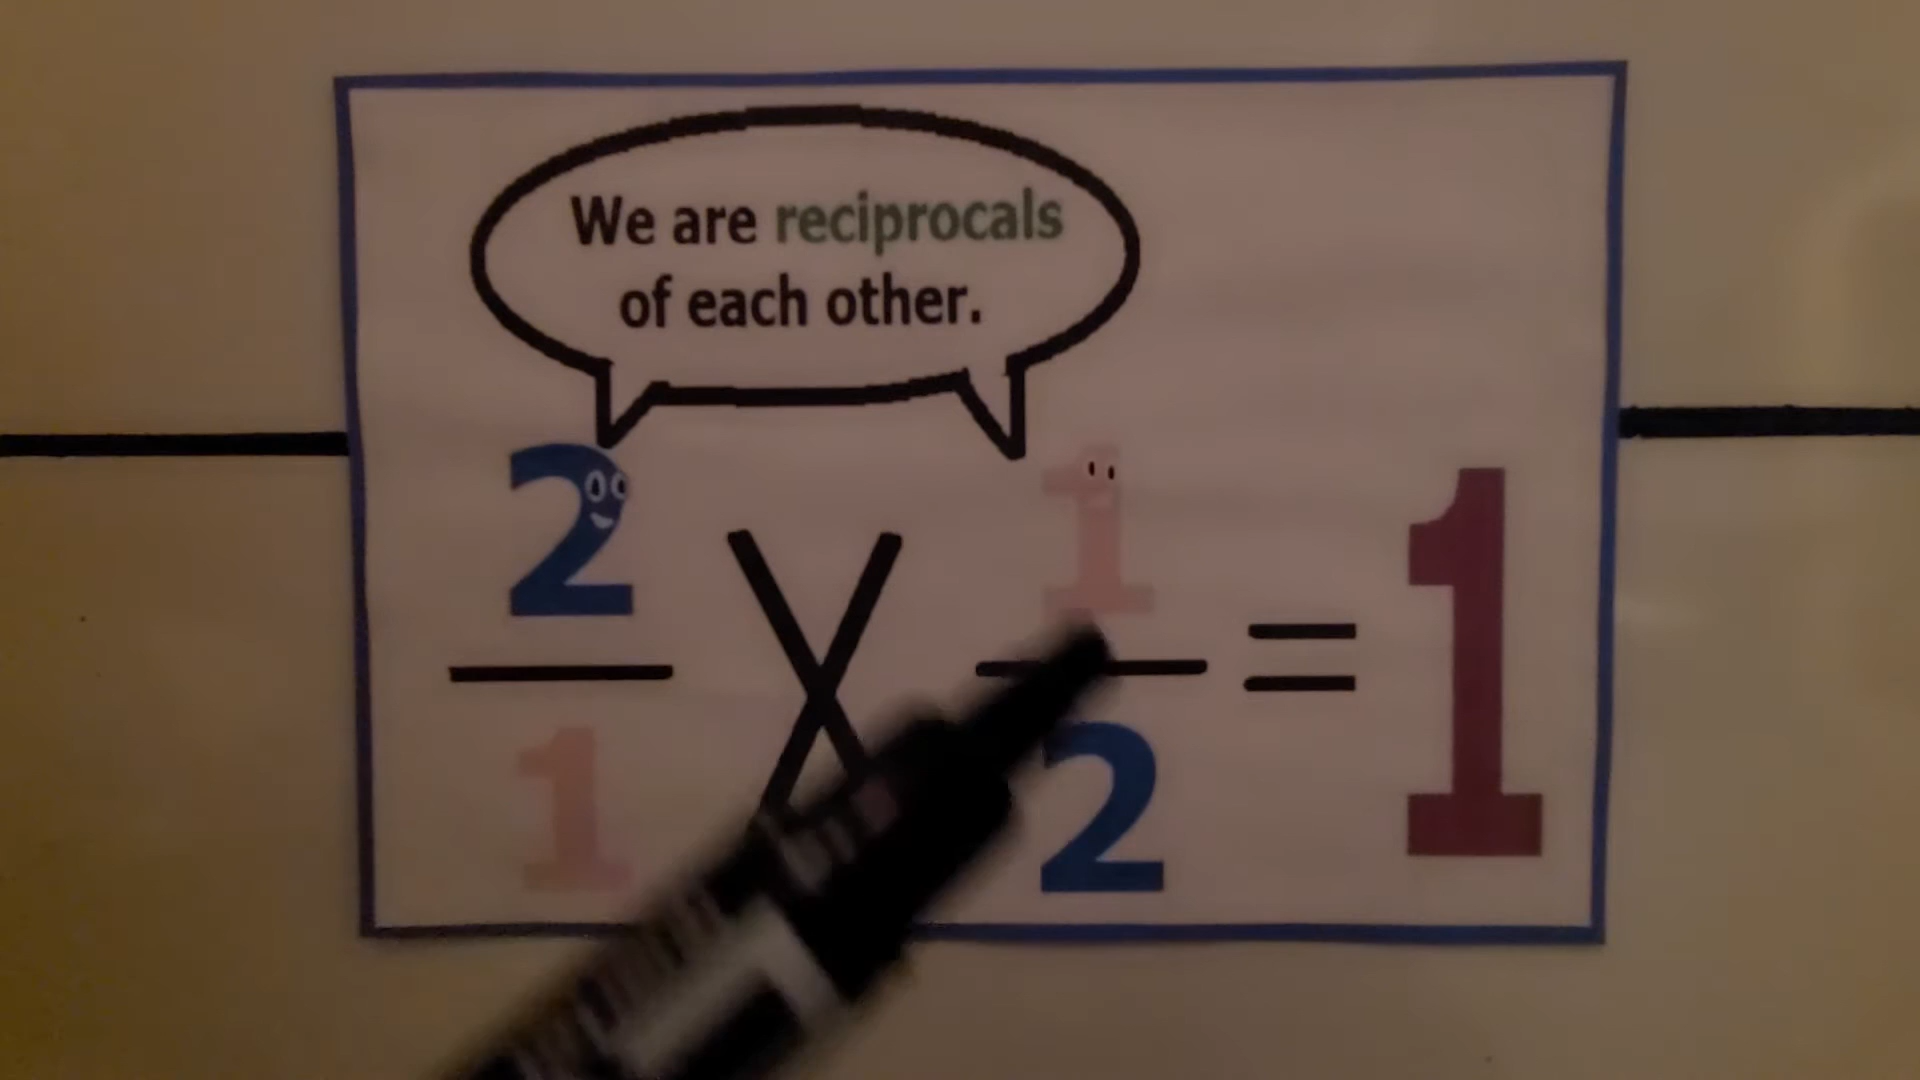 We are reciprocals
of each other.
2 X 1 = 1
1 2